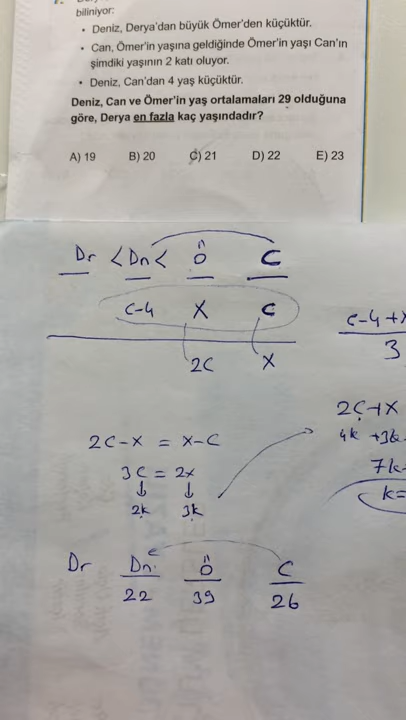 biliniyor:
• Deniz, Derya'dan büyük Ömer'den küçüktür.
• Can, Ömer'in yaşına geldiğinde Ömer'in yaşı Can'ın
şimdiki yaşının 2 katı oluyor.
• Deniz, Can'dan 4 yaş küçüktür.
Deniz, Can ve Ömer'in yaş ortalamaları 29 olduğuna
göre, Derya en fazla kaç yaşındadır?
A) 19 B) 20 C) 21 D) 22 E) 23
Dr < Dn < Ö C
C-4 X C
2C X
C-4+X
3
2C-X = X-C
3C = 2x
↓ ↓
2k 3k
2C+X
4k +3k
7k
k=
Dr Dn Ö C
22 39 26